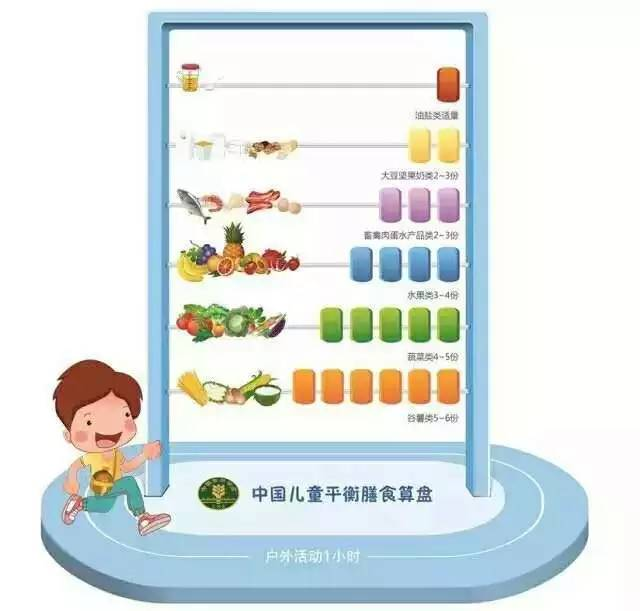 油盐类适量
大豆坚果奶类2~3份
畜禽肉蛋水产品类2~3份
水果类3~4份
蔬菜类4~5份
谷薯类5~6份
中国儿童平衡膳食算盘
户外活动1小时